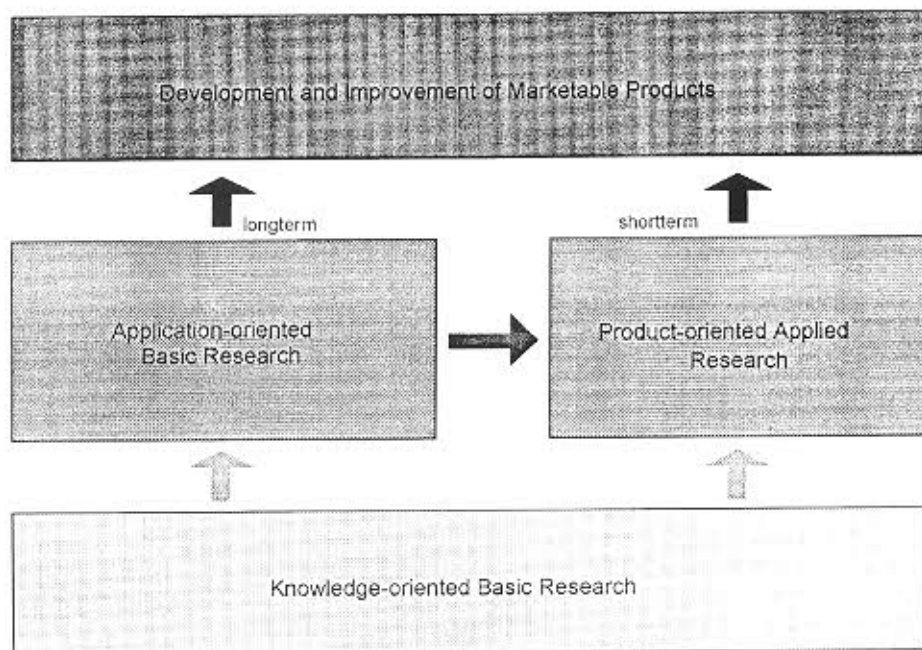 Development and Improvement of Marketable Products
longterm
shortterm
Application-oriented
Basic Research
Product-oriented Applied
Research
Knowledge-oriented Basic Research